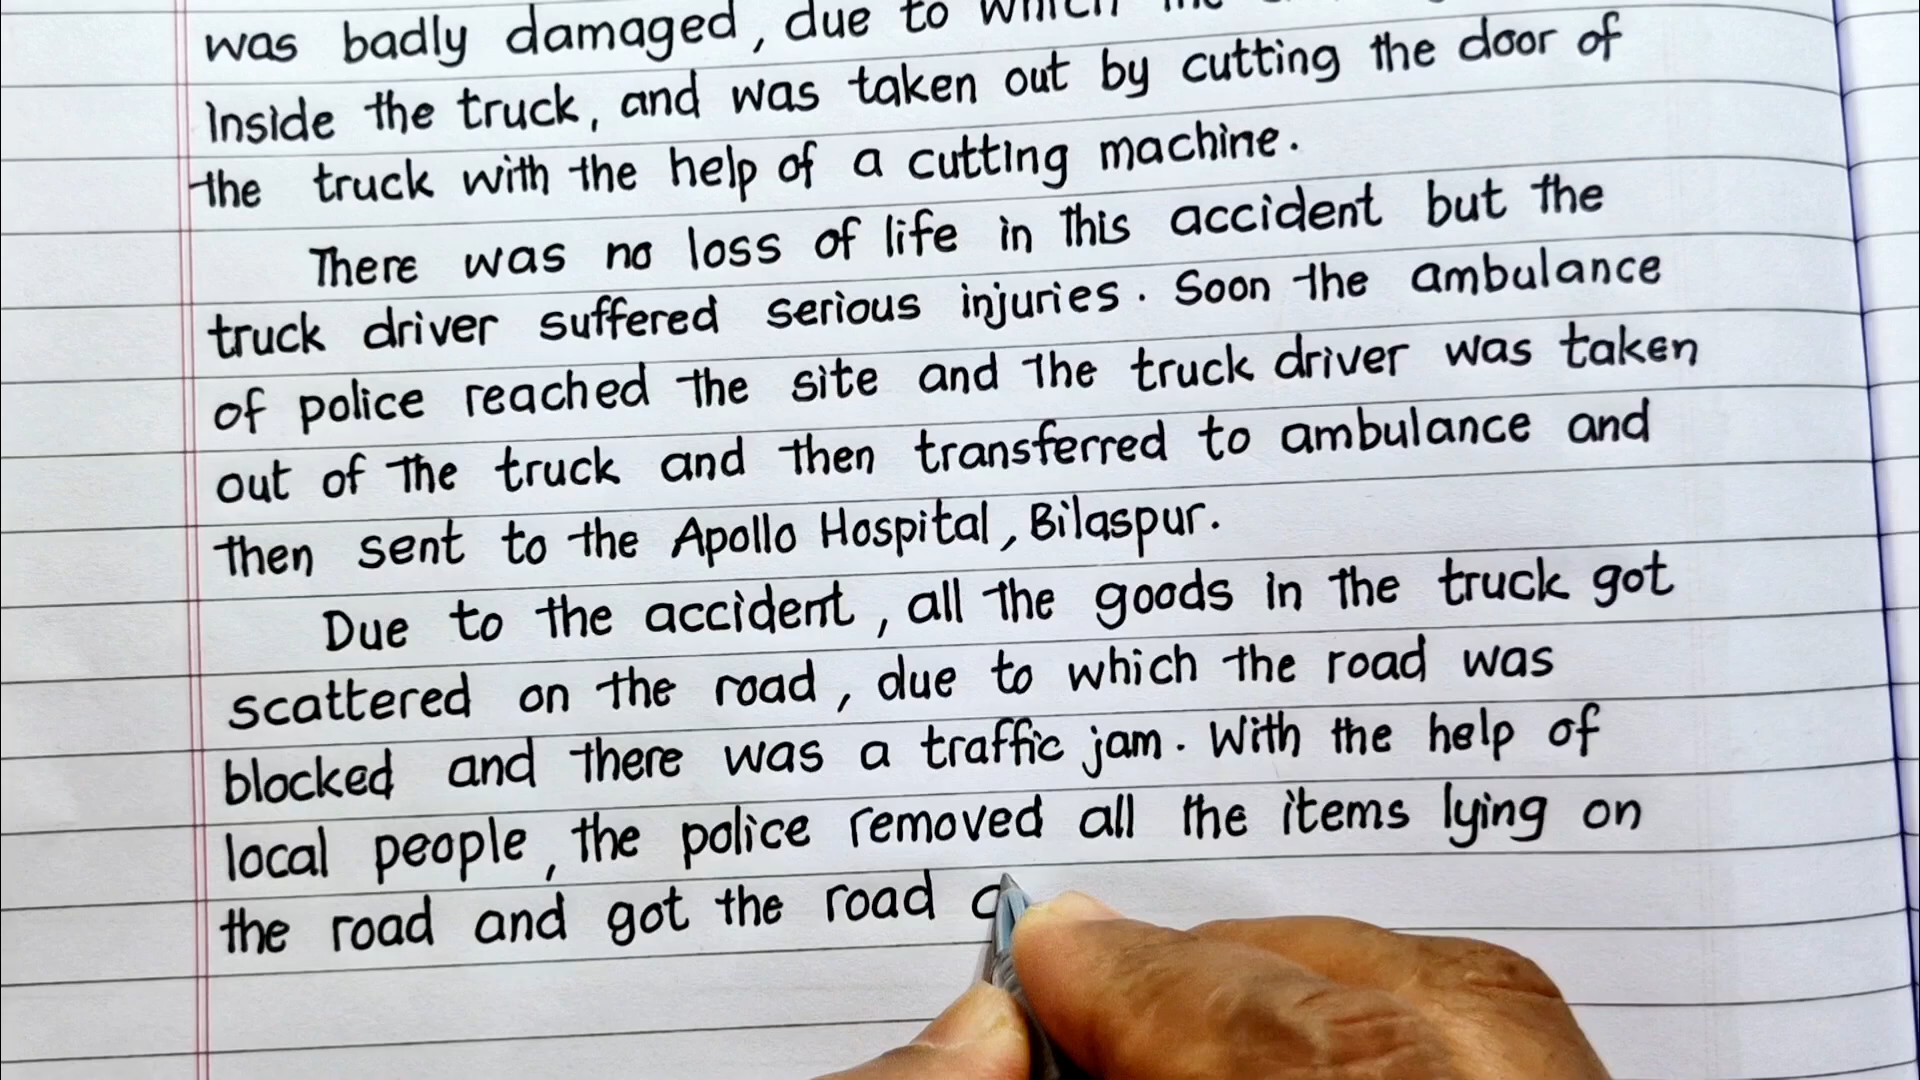 was badly damaged, due to which the
Inside the truck, and was taken out by cutting the door of
the truck with the help of a cutting machine.
There was no loss of life in this accident but the
truck driver suffered serious injuries. Soon the ambulance
of police reached the site and the truck driver was taken
out of the truck and then transferred to ambulance and
then sent to the Apollo Hospital, Bilaspur.
Due to the accident, all the goods in the truck got
scattered on the road, due to which the road was
blocked and there was a traffic jam. With the help of
local people, the police removed all the items lying on
the road and got the road